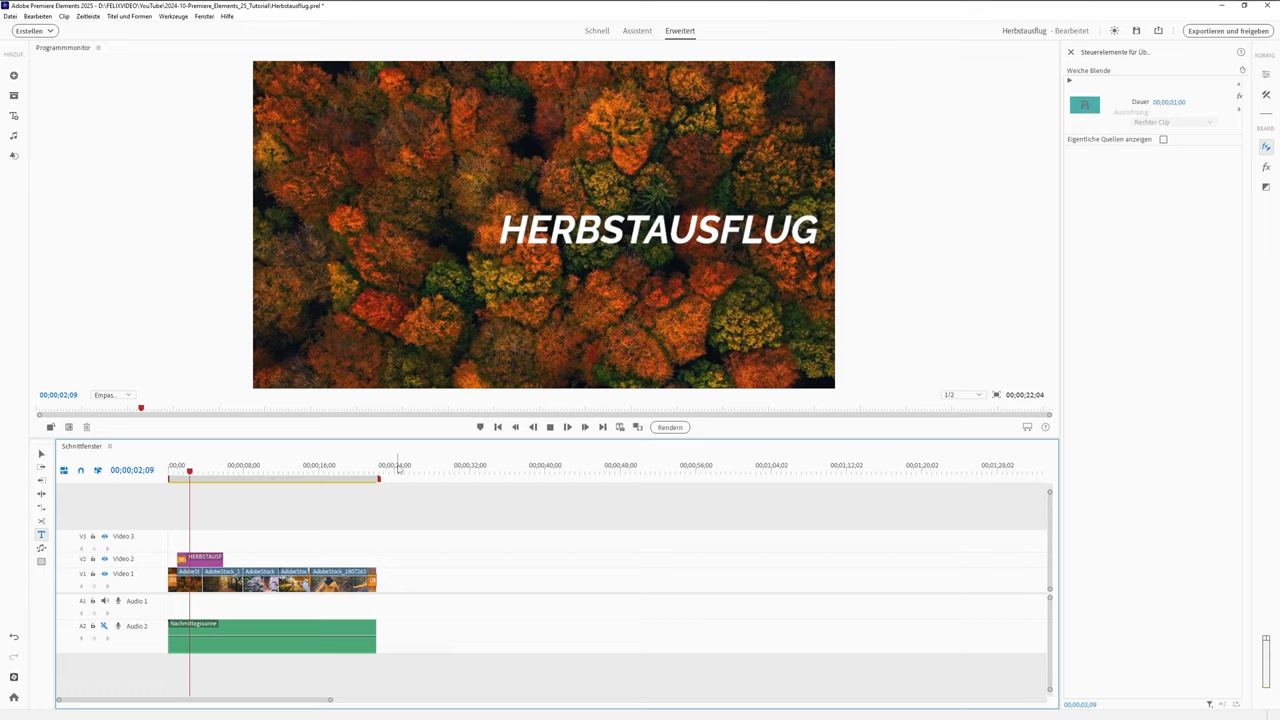 Adobe Premiere Elements 2025 - D:\FELIXVIDEO\YouTube\2024-10-Premiere_Elements_25_Tutorial\Herbstausflug.prel *
Datei Bearbeiten Clip Zeitleiste Titel und Formen Werkzeuge Fenster Hilfe
Erstellen Schnell Assistent Erweitert Herbstausflug - Bearbeitet Exportieren und freigeben
HINZUF
Programmmonitor
Steuerelemente für Üb...
KORRIG
Weiche Blende
Dauer 00;00;01;00
Ausrichtung:
Rechter Clip
BEARB.
Eigentliche Quellen anzeigen
HERBSTAUSFLUG
00;00;02;09 Einpas... 1/2 00;00;22;04
Rendern
Schnittfenster
00;00;02;09
;00;00 00;00;08;00 00;00;16;00 00;00;24;00 00;00;32;00 00;00;40;00 00;00;48;00 00;00;56;00 00;01;04;02 00;01;12;02 00;01;20;02 00;01;28;02
V3 Video 3
V2 Video 2 HERBSTAUSF
V1 Video 1 AdobeSt AdobeStock_1 AdobeStock AdobeStoc AdobeStock_1807263
A1 Audio 1
A2 Audio 2 Nachmittagssonne
00;00;02;09